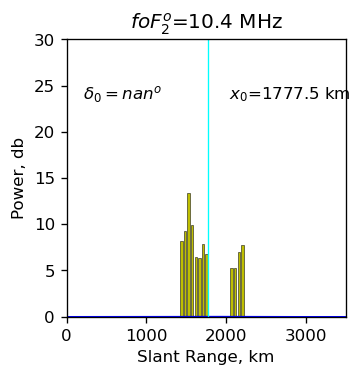 foF₂ᵒ=10.4 MHz
30
δ₀ = nanᵒ
x₀=1777.5 km
25
20
15
10
5
0
Power, db
0 1000 2000 3000
Slant Range, km